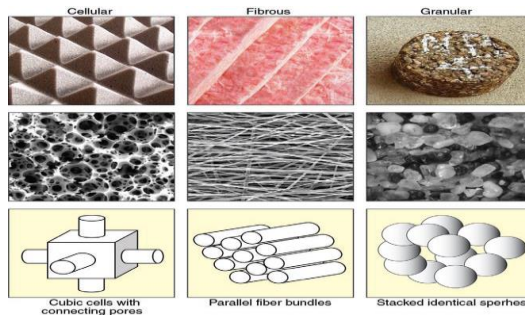 Cellular
Fibrous
Granular
Cubic cells with
connecting pores
Parallel fiber bundles
Stacked identical sperhes